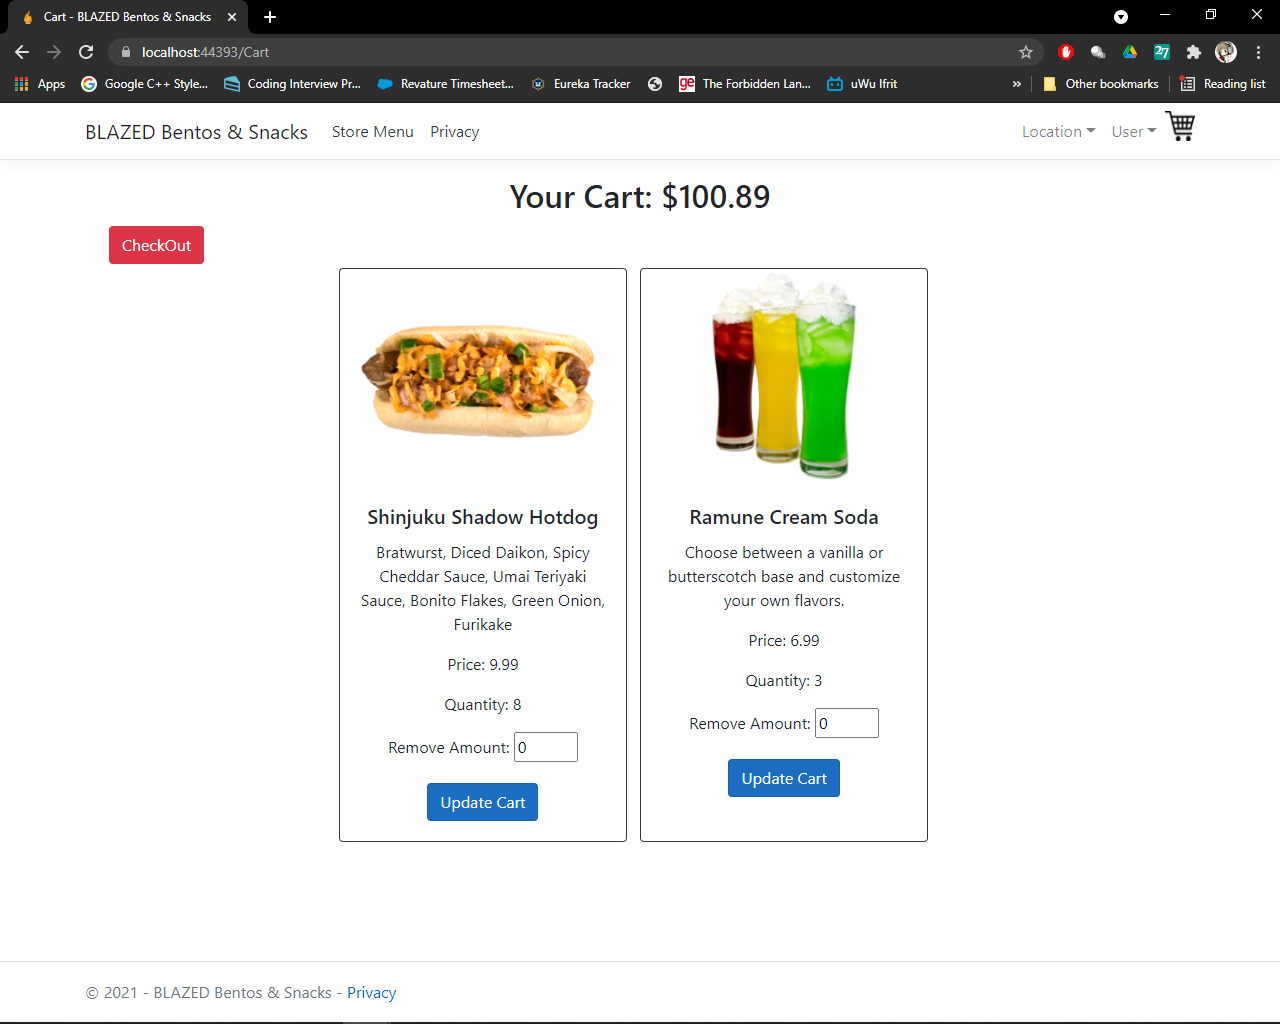 Cart - BLAZED Bentos & Snacks
localhost:44393/Cart
Apps
Google C++ Style...
Coding Interview Pr...
Revature Timesheet...
Eureka Tracker
ge
The Forbidden Lan...
uWu Ifrit
»
Other bookmarks
Reading list
27
BLAZED Bentos & Snacks
Store Menu
Privacy
Location
User
Your Cart: $100.89
CheckOut
Shinjuku Shadow Hotdog
Bratwurst, Diced Daikon, Spicy
Cheddar Sauce, Umai Teriyaki
Sauce, Bonito Flakes, Green Onion,
Furikake
Price: 9.99
Quantity: 8
Remove Amount: 0
Update Cart
Ramune Cream Soda
Choose between a vanilla or
butterscotch base and customize
your own flavors.
Price: 6.99
Quantity: 3
Remove Amount: 0
Update Cart
© 2021 - BLAZED Bentos & Snacks - Privacy